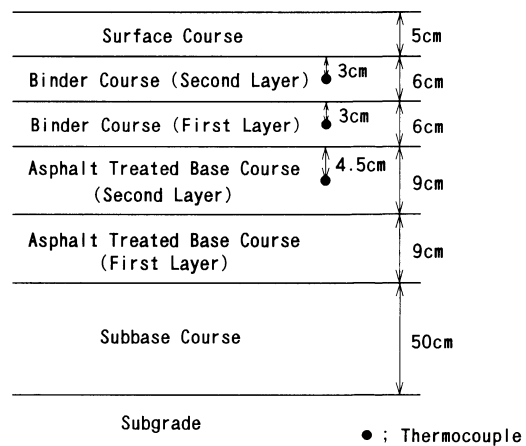 Surface Course
5cm
3cm
Binder Course (Second Layer)
6cm
3cm
Binder Course (First Layer)
6cm
4.5cm
Asphalt Treated Base Course
(Second Layer)
9cm
Asphalt Treated Base Course
(First Layer)
9cm
Subbase Course
50cm
Subgrade
● ; Thermocouple